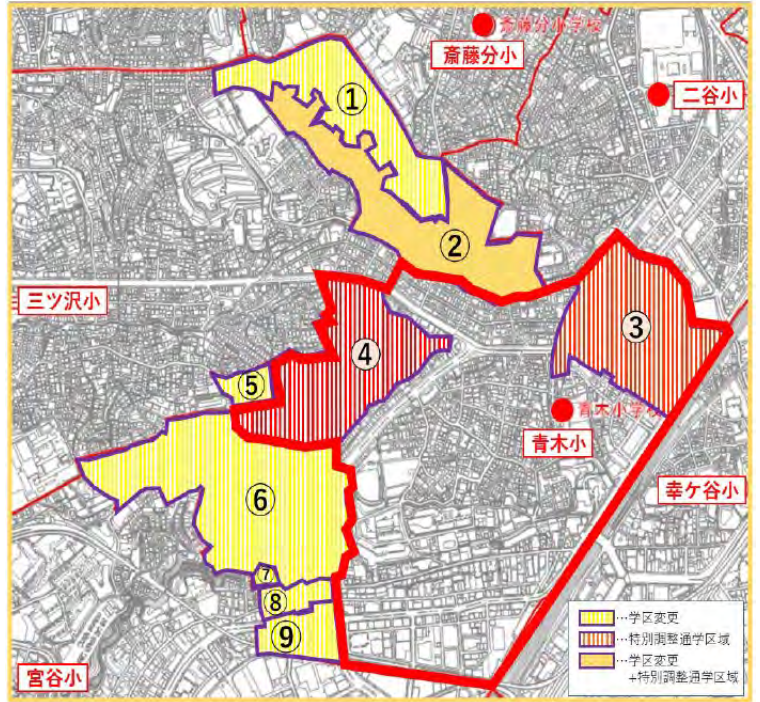 斎藤分小学校
斎藤分小
二谷小
①
②
三ツ沢小
③
④
⑤
青木小学校
青木小
⑥
幸ケ谷小
⑦
⑧
⑨
宮谷小
…学区変更
…特別調整通学区域
…学区変更
+特別調整通学区域